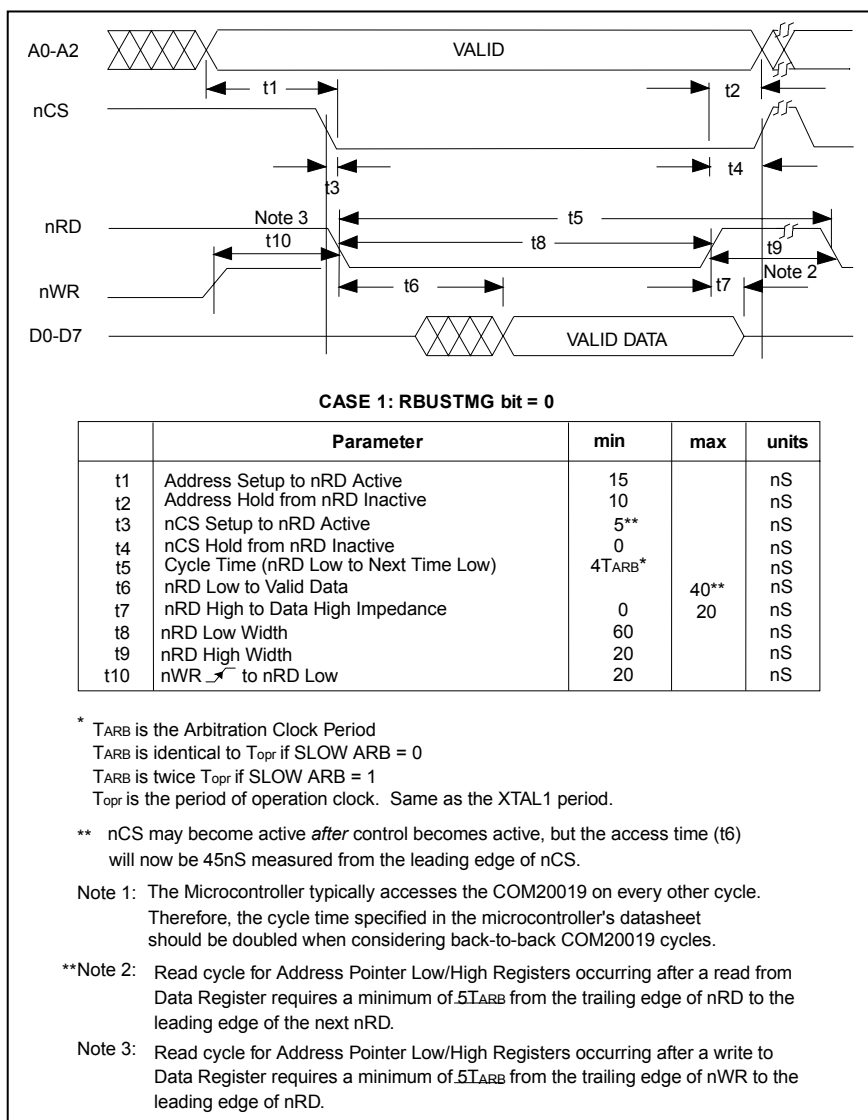 A0-A2
VALID
t1
t2
nCS
t3
t4
nRD
Note 3
t5
t10
t8
t9
nWR
t6
t7
Note 2
D0-D7
VALID DATA
CASE 1: RBUSTMG bit = 0
Parameter min max units
t1 Address Setup to nRD Active 15 nS
t2 Address Hold from nRD Inactive 10 nS
t3 nCS Setup to nRD Active 5** nS
t4 nCS Hold from nRD Inactive 0 nS
t5 Cycle Time (nRD Low to Next Time Low) 4TARB* nS
t6 nRD Low to Valid Data 40** nS
t7 nRD High to Data High Impedance 0 20 nS
t8 nRD Low Width 60 nS
t9 nRD High Width 20 nS
t10 nWR to nRD Low 20 nS
* TARB is the Arbitration Clock Period
TARB is identical to Topr if SLOW ARB = 0
TARB is twice Topr if SLOW ARB = 1
Topr is the period of operation clock. Same as the XTAL1 period.
** nCS may become active after control becomes active, but the access time (t6)
will now be 45nS measured from the leading edge of nCS.
Note 1: The Microcontroller typically accesses the COM20019 on every other cycle.
Therefore, the cycle time specified in the microcontroller's datasheet
should be doubled when considering back-to-back COM20019 cycles.
**Note 2: Read cycle for Address Pointer Low/High Registers occurring after a read from
Data Register requires a minimum of 5TARB from the trailing edge of nRD to the
leading edge of the next nRD.
Note 3: Read cycle for Address Pointer Low/High Registers occurring after a write to
Data Register requires a minimum of 5TARB from the trailing edge of nWR to the
leading edge of nRD.